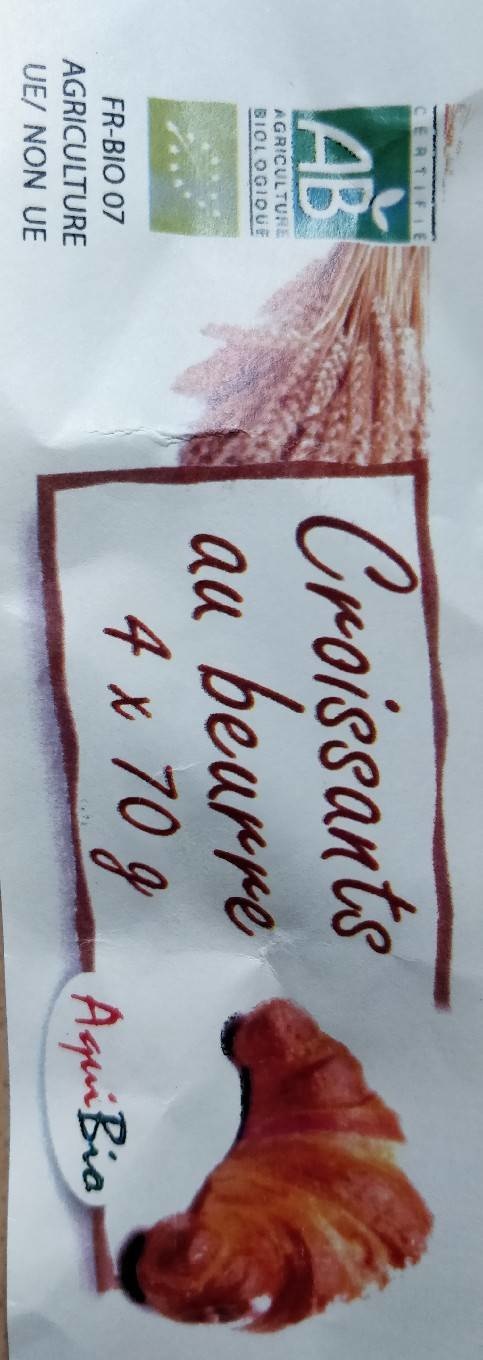 CERTIFIÉ
AB
AGRICULTURE
BIOLOGIQUE
FR-BIO 07
AGRICULTURE
UE/ NON UE
Croissants
au beurre
4 x 70 g
AquiBio